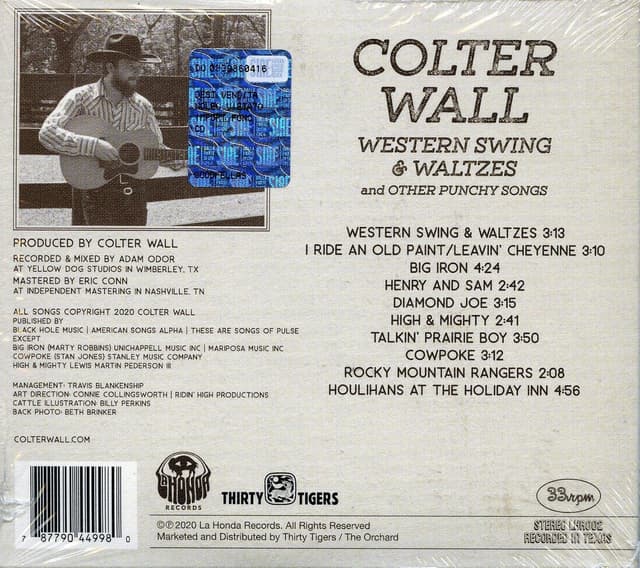 COLTER
WALL
WESTERN SWING
& WALTZES
and OTHER PUNCHY SONGS
WESTERN SWING & WALTZES 3:13
I RIDE AN OLD PAINT/LEAVIN' CHEYENNE 3:10
BIG IRON 4:24
HENRY AND SAM 2:42
DIAMOND JOE 3:15
HIGH & MIGHTY 2:41
TALKIN' PRAIRIE BOY 3:50
COWPOKE 3:12
ROCKY MOUNTAIN RANGERS 2:08
HOULIHANS AT THE HOLIDAY INN 4:56
PRODUCED BY COLTER WALL
RECORDED & MIXED BY ADAM ODOR
AT YELLOW DOG STUDIOS IN WIMBERLEY, TX
MASTERED BY ERIC CONN
AT INDEPENDENT MASTERING IN NASHVILLE, TN
ALL SONGS COPYRIGHT 2020 COLTER WALL
PUBLISHED BY
BLACK HOLE MUSIC | AMERICAN SONGS ALPHA | THESE ARE SONGS OF PULSE
EXCEPT
BIG IRON (MARTY ROBBINS) UNICHAPPELL MUSIC INC | MARIPOSA MUSIC INC
COWPOKE (STAN JONES) STANLEY MUSIC COMPANY
HIGH & MIGHTY LEWIS MARTIN PEDERSON III
MANAGEMENT: TRAVIS BLANKENSHIP
ART DIRECTION: CONNIE COLLINGSWORTH | RIDIN' HIGH PRODUCTIONS
CATTLE ILLUSTRATION: BILLY PERKINS
BACK PHOTO: BETH BRINKER
COLTERWALL.COM
7 87790 44998 0
LA HONDA
RECORDS
THIRTY TIGERS
©℗ 2020 La Honda Records. All Rights Reserved
Marketed and Distributed by Thirty Tigers / The Orchard
33rpm
STEREO LHR002
RECORDED IN TEXAS
GOODFELLAS